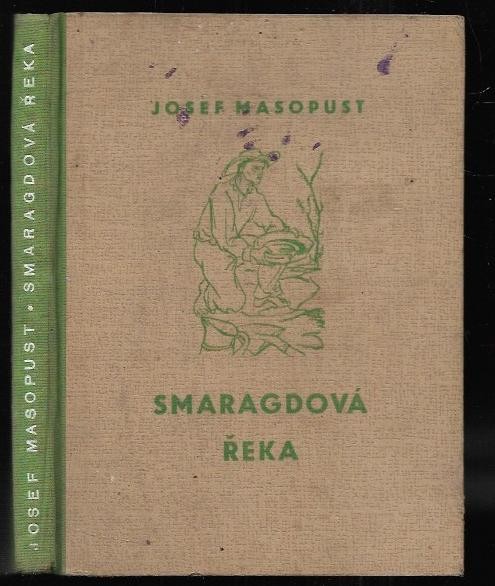 JOSEF MASOPUST • SMARAGDOVÁ ŘEKA
JOSEF MASOPUST
SMARAGDOVÁ
ŘEKA